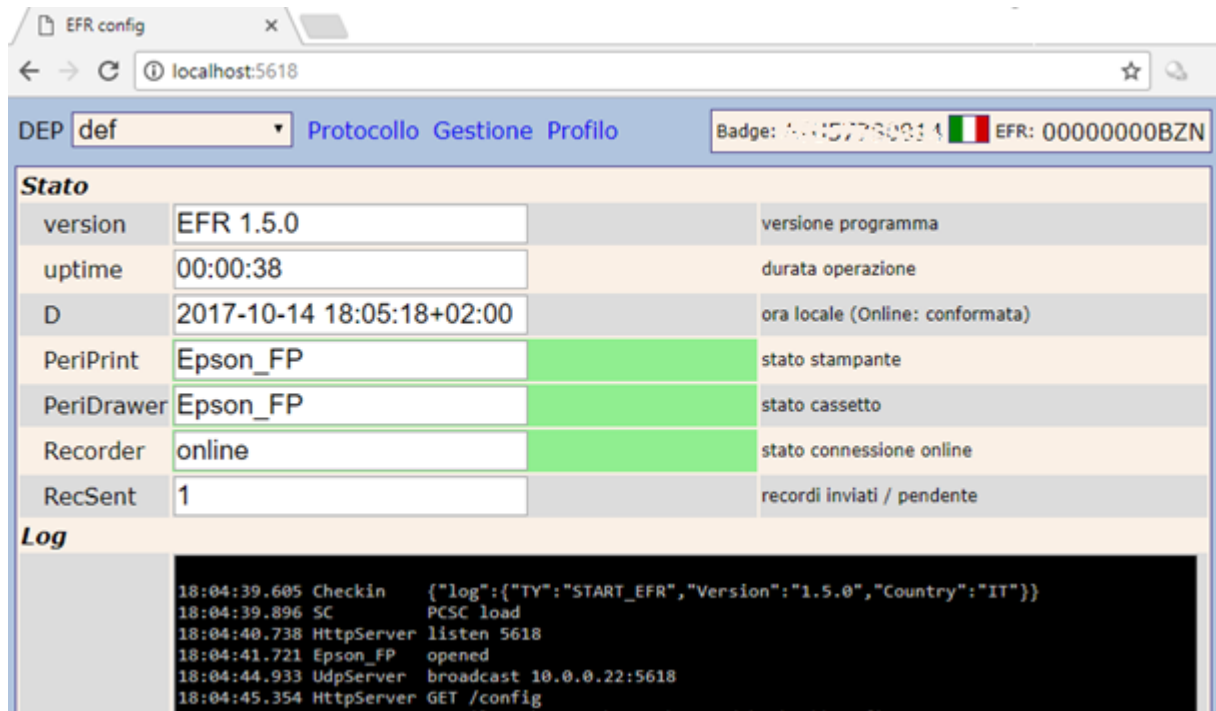 EFR config
localhost:5618
DEP def Protocollo Gestione Profilo Badge: EFR: 00000000BZN
Stato
version EFR 1.5.0 versione programma
uptime 00:00:38 durata operazione
D 2017-10-14 18:05:18+02:00 ora locale (Online: conformata)
PeriPrint Epson_FP stato stampante
PeriDrawer Epson_FP stato cassetto
Recorder online stato connessione online
RecSent 1 recordi inviati / pendente
Log
18:04:39.605 Checkin {"log":{"TY":"START_EFR","Version":"1.5.0","Country":"IT"}}
18:04:39.896 SC PCSC load
18:04:40.738 HttpServer listen 5618
18:04:41.721 Epson_FP opened
18:04:44.933 UdpServer broadcast 10.0.0.22:5618
18:04:45.354 HttpServer GET /config